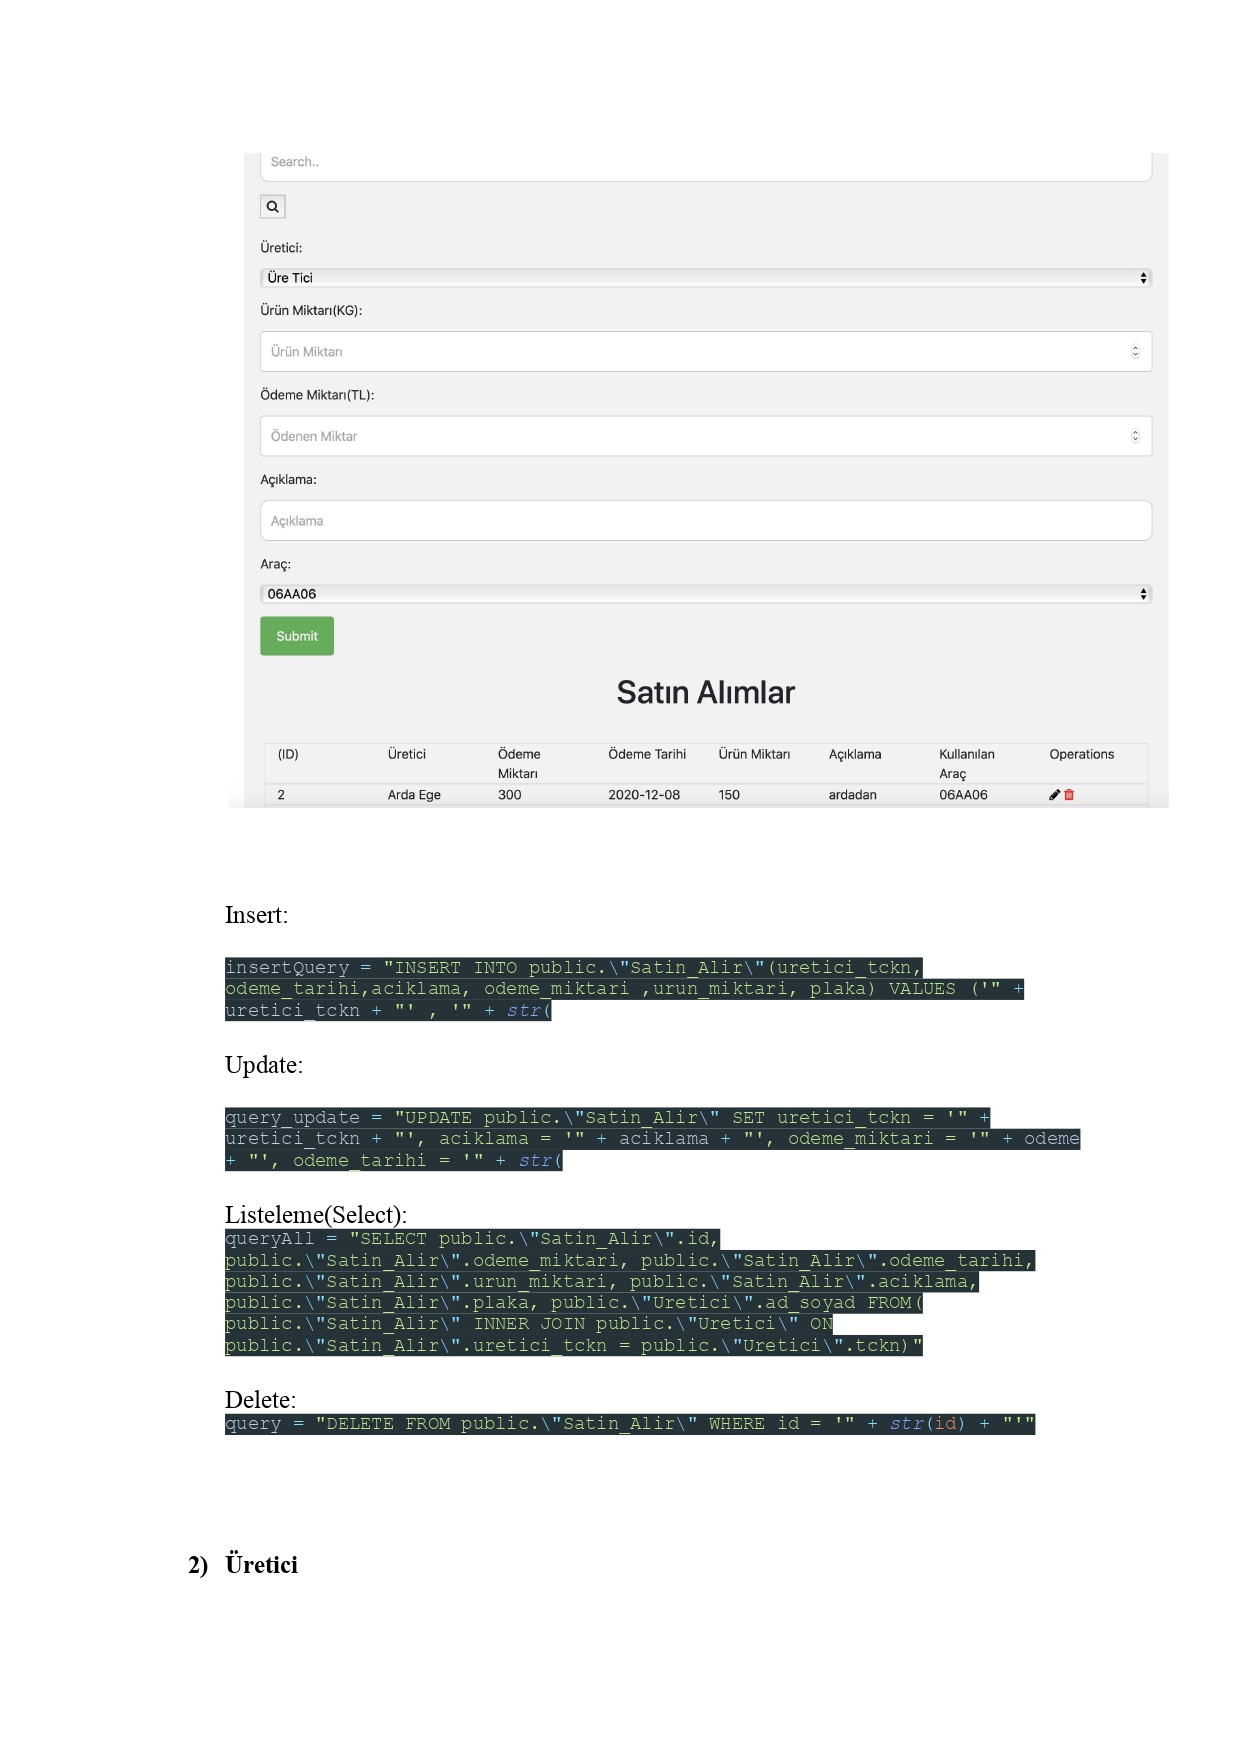 Search..
Üretici:
Üre Tici
Ürün Miktarı(KG):
Ürün Miktarı
Ödeme Miktarı(TL):
Ödenen Miktar
Açıklama:
Açıklama
Araç:
06AA06
Submit
Satın Alımlar
(ID) Üretici Ödeme Miktarı Ödeme Tarihi Ürün Miktarı Açıklama Kullanılan Araç Operations
2 Arda Ege 300 2020-12-08 150 ardadan 06AA06
Insert:
insertQuery = "INSERT INTO public.\"Satin_Alir\"(uretici_tckn,
odeme_tarihi,aciklama, odeme_miktari ,urun_miktari, plaka) VALUES ('" +
uretici_tckn + "' , '" + str(
Update:
query_update = "UPDATE public.\"Satin_Alir\" SET uretici_tckn = '" +
uretici_tckn + "', aciklama = '" + aciklama + "', odeme_miktari = '" + odeme
+ "', odeme_tarihi = '" + str(
Listeleme(Select):
queryAll = "SELECT public.\"Satin_Alir\".id,
public.\"Satin_Alir\".odeme_miktari, public.\"Satin_Alir\".odeme_tarihi,
public.\"Satin_Alir\".urun_miktari, public.\"Satin_Alir\".aciklama,
public.\"Satin_Alir\".plaka, public.\"Uretici\".ad_soyad FROM(
public.\"Satin_Alir\" INNER JOIN public.\"Uretici\" ON
public.\"Satin_Alir\".uretici_tckn = public.\"Uretici\".tckn)"
Delete:
query = "DELETE FROM public.\"Satin_Alir\" WHERE id = '" + str(id) + "'"
2) Üretici